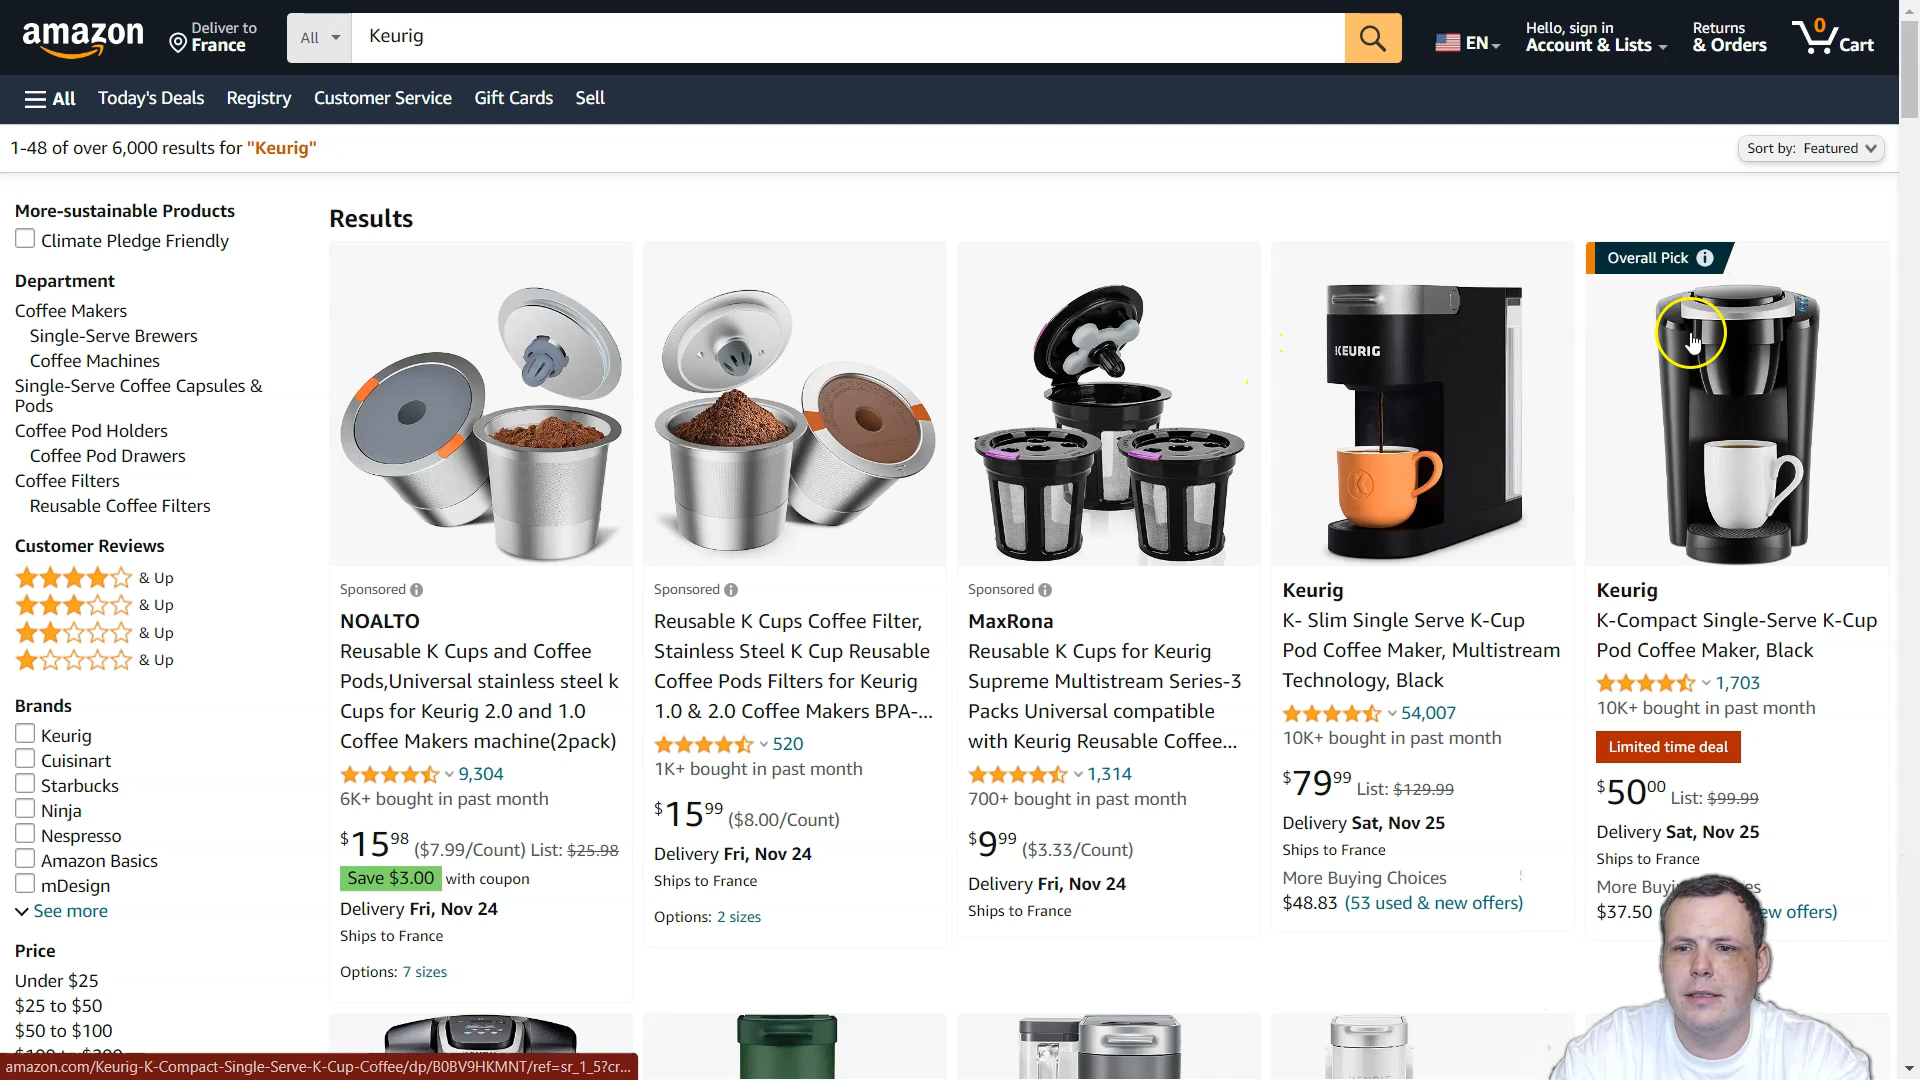 amazon
Deliver to
France
All
Keurig
EN
Hello, sign in
Account & Lists
Returns
& Orders
0
Cart
All
Today's Deals
Registry
Customer Service
Gift Cards
Sell
1-48 of over 6,000 results for "Keurig"
Sort by: Featured
More-sustainable Products
Climate Pledge Friendly
Department
Coffee Makers
Single-Serve Brewers
Coffee Machines
Single-Serve Coffee Capsules &
Pods
Coffee Pod Holders
Coffee Pod Drawers
Coffee Filters
Reusable Coffee Filters
Customer Reviews
& Up
& Up
& Up
& Up
Brands
Keurig
Cuisinart
Starbucks
Ninja
Nespresso
Amazon Basics
mDesign
See more
Price
Under $25
$25 to $50
$50 to $100
amazon.com/Keurig-K-Compact-Single-Serve-K-Cup-Coffee/dp/B0BV9HKMNT/ref=sr_1_5?cr...
Results
Sponsored
NOALTO
Reusable K Cups and Coffee
Pods,Universal stainless steel k
Cups for Keurig 2.0 and 1.0
Coffee Makers machine(2pack)
9,304
6K+ bought in past month
$15 98 ($7.99/Count) List: $25.98
Save $3.00 with coupon
Delivery Fri, Nov 24
Ships to France
Options: 7 sizes
Sponsored
Reusable K Cups Coffee Filter,
Stainless Steel K Cup Reusable
Coffee Pods Filters for Keurig
1.0 & 2.0 Coffee Makers BPA-...
520
1K+ bought in past month
$15 99 ($8.00/Count)
Delivery Fri, Nov 24
Ships to France
Options: 2 sizes
Sponsored
MaxRona
Reusable K Cups for Keurig
Supreme Multistream Series-3
Packs Universal compatible
with Keurig Reusable Coffee...
1,314
700+ bought in past month
$9 99 ($3.33/Count)
Delivery Fri, Nov 24
Ships to France
KEURIG
Keurig
K- Slim Single Serve K-Cup
Pod Coffee Maker, Multistream
Technology, Black
54,007
10K+ bought in past month
$79 99 List: $129.99
Delivery Sat, Nov 25
Ships to France
More Buying Choices
$48.83 (53 used & new offers)
Overall Pick
Keurig
K-Compact Single-Serve K-Cup
Pod Coffee Maker, Black
1,703
10K+ bought in past month
Limited time deal
$50 00 List: $99.99
Delivery Sat, Nov 25
Ships to France
More
$37.50 offers)